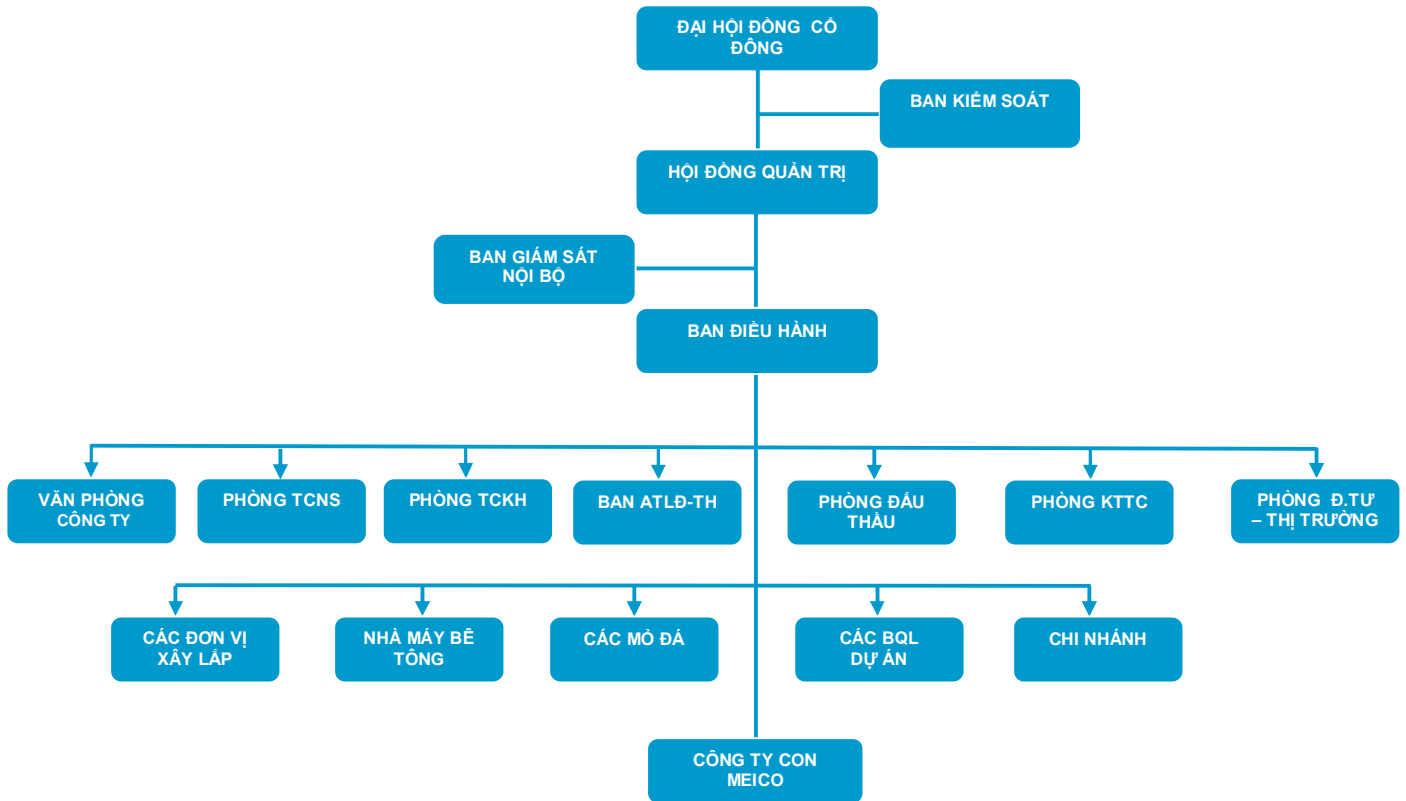 ĐẠI HỘI ĐỒNG CỔ
ĐÔNG
BAN KIỂM SOÁT
HỘI ĐỒNG QUẢN TRỊ
BAN GIÁM SÁT
NỘI BỘ
BAN ĐIỀU HÀNH
VĂN PHÒNG
CÔNG TY
PHÒNG TCNS
PHÒNG TCKH
BAN ATLĐ-TH
PHÒNG ĐẤU
THẦU
PHÒNG KTTC
PHÒNG Đ.TƯ
– THỊ TRƯỜNG
CÁC ĐƠN VỊ
XÂY LẮP
NHÀ MÁY BÊ
TÔNG
CÁC MỎ ĐÁ
CÁC BQL
DỰ ÁN
CHI NHÁNH
CÔNG TY CON
MEICO